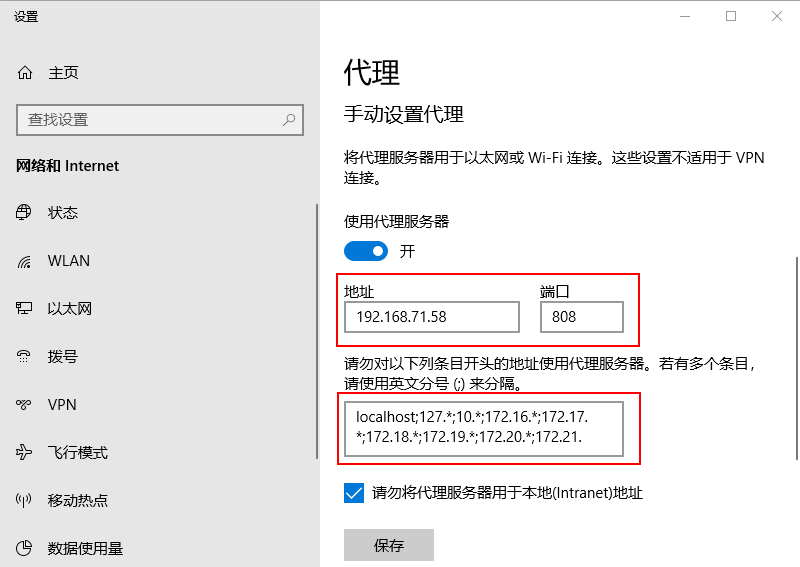 设置
主页
查找设置
网络和 Internet
状态
WLAN
以太网
拨号
VPN
飞行模式
移动热点
数据使用量
代理
手动设置代理
将代理服务器用于以太网或 Wi-Fi 连接。这些设置不适用于 VPN
连接。
使用代理服务器
开
地址 端口
192.168.71.58 808
请勿对以下列条目开头的地址使用代理服务器。若有多个条目，
请使用英文分号 (;) 来分隔。
localhost;127.*;10.*;172.16.*;172.17.
*;172.18.*;172.19.*;172.20.*;172.21.
请勿将代理服务器用于本地(Intranet)地址
保存